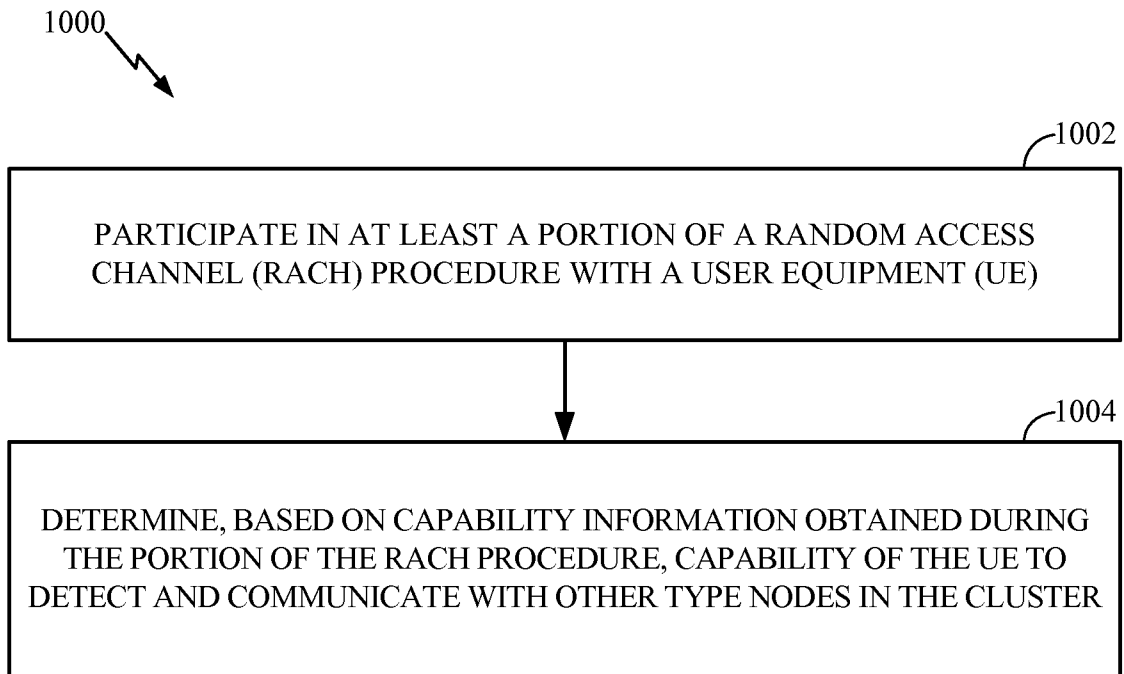 1000
1002
PARTICIPATE IN AT LEAST A PORTION OF A RANDOM ACCESS
CHANNEL (RACH) PROCEDURE WITH A USER EQUIPMENT (UE)
1004
DETERMINE, BASED ON CAPABILITY INFORMATION OBTAINED DURING
THE PORTION OF THE RACH PROCEDURE, CAPABILITY OF THE UE TO
DETECT AND COMMUNICATE WITH OTHER TYPE NODES IN THE CLUSTER